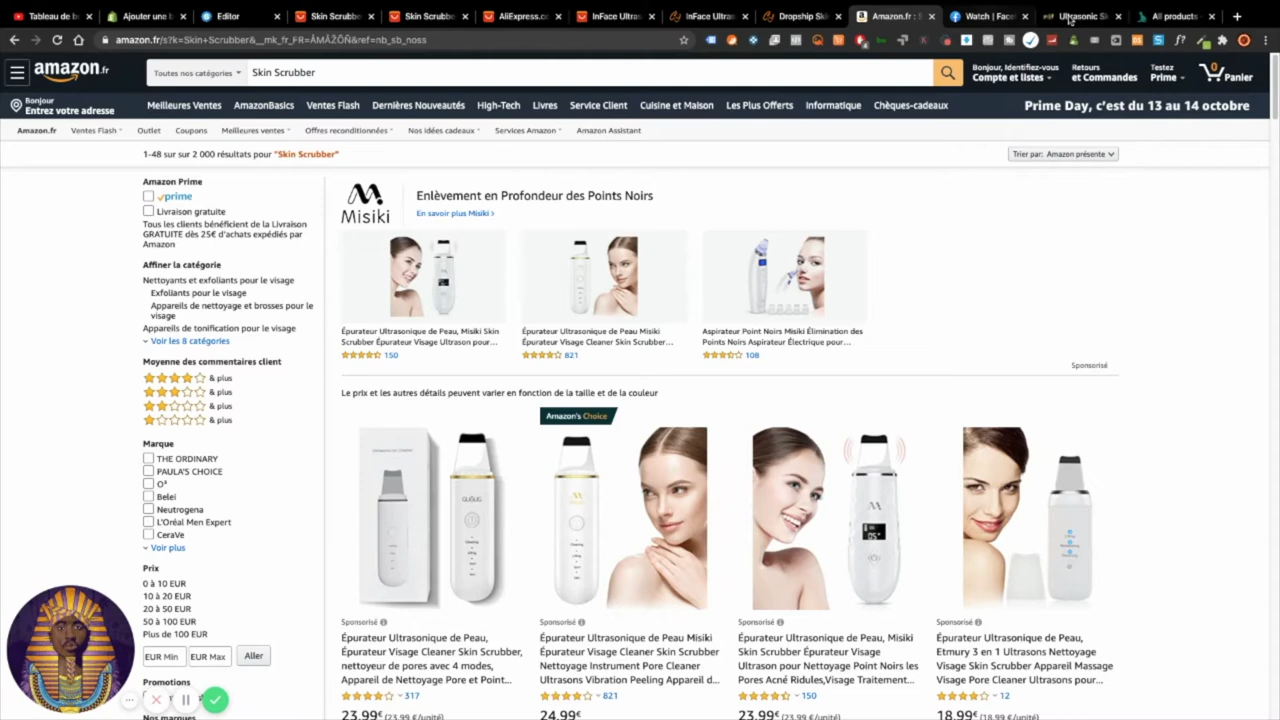 Tableau de b
Ajouter une b
Editor
Skin Scrubbe
Skin Scrubbe
AliExpress.co
InFace Ultras
InFace Ultras
Dropship Sk
Amazon.fr : S
Watch | Face
Ultrasonic Sk
All products
amazon.fr/s?k=Skin+Scrubber&__mk_fr_FR=ÅMÅŽÕÑ&ref=nb_sb_noss
amazon.fr
Toutes nos catégories
Skin Scrubber
Bonjour, Identifiez-vous
Compte et listes
Retours
et Commandes
Testez
Prime
0
Panier
Bonjour
Entrez votre adresse
Meilleures Ventes
AmazonBasics
Ventes Flash
Dernières Nouveautés
High-Tech
Livres
Service Client
Cuisine et Maison
Les Plus Offerts
Informatique
Chèques-cadeau
Prime Day, c'est du 13 au 14 octobre
Amazon.fr
Ventes Flash
Outlet
Coupons
Meilleures ventes
Offres reconditionnées
Nos idées cadeaux
Services Amazon
Amazon Assistant
1-48 sur sur 2 000 résultats pour "Skin Scrubber"
Trier par: Amazon présente
Amazon Prime
prime
Livraison gratuite
Tous les clients bénéficient de la Livraison
GRATUITE dès 25€ d'achats expédiés par
Amazon
Affiner la catégorie
Nettoyants et exfoliants pour le visage
Exfoliants pour le visage
Appareils de nettoyage et brosses pour le
visage
Appareils de tonification pour le visage
Voir les 8 catégories
Moyenne des commentaires client
& plus
& plus
& plus
& plus
Marque
THE ORDINARY
PAULA'S CHOICE
O³
Belei
Neutrogena
L'Oréal Men Expert
CeraVe
Voir plus
Prix
0 à 10 EUR
10 à 20 EUR
20 à 50 EUR
50 à 100 EUR
Plus de 100 EUR
EUR Min
EUR Max
Aller
Promotions
Nos marques
Misiki
Enlèvement en Profondeur des Points Noirs
En savoir plus Misiki ›
Épurateur Ultrasonique de Peau, Misiki Skin
Scrubber Épurateur Visage Ultrason pour...
150
Épurateur Ultrasonique de Peau Misiki
Épurateur Visage Cleaner Skin Scrubber...
821
Aspirateur Point Noirs Misiki Élimination des
Points Noirs Aspirateur Électrique pour...
108
Sponsorisé
Le prix et les autres détails peuvent varier en fonction de la taille et de la couleur
Amazon's Choice
Sponsorisé
Épurateur Ultrasonique de Peau,
Épurateur Visage Cleaner Skin Scrubber,
nettoyeur de pores avec 4 modes,
Appareil de Nettoyage Pore et Point...
317
23,99€ (23,99 €/unité)
Sponsorisé
Épurateur Ultrasonique de Peau Misiki
Épurateur Visage Cleaner Skin Scrubber
Nettoyage Instrument Pore Cleaner
Ultrasons Vibration Peeling Appareil d...
821
24,99€
Sponsorisé
Épurateur Ultrasonique de Peau, Misiki
Skin Scrubber Épurateur Visage
Ultrason pour Nettoyage Point Noirs les
Pores Acné Ridules,Visage Traitement...
150
23,99€ (23,99 €/unité)
Sponsorisé
Épurateur Ultrasonique de Peau,
Etmury 3 en 1 Ultrasons Nettoyage
Visage Skin Scrubber Appareil Massage
Visage Pore Cleaner Ultrasons pour...
12
18,99€ (18,99 €/unité)